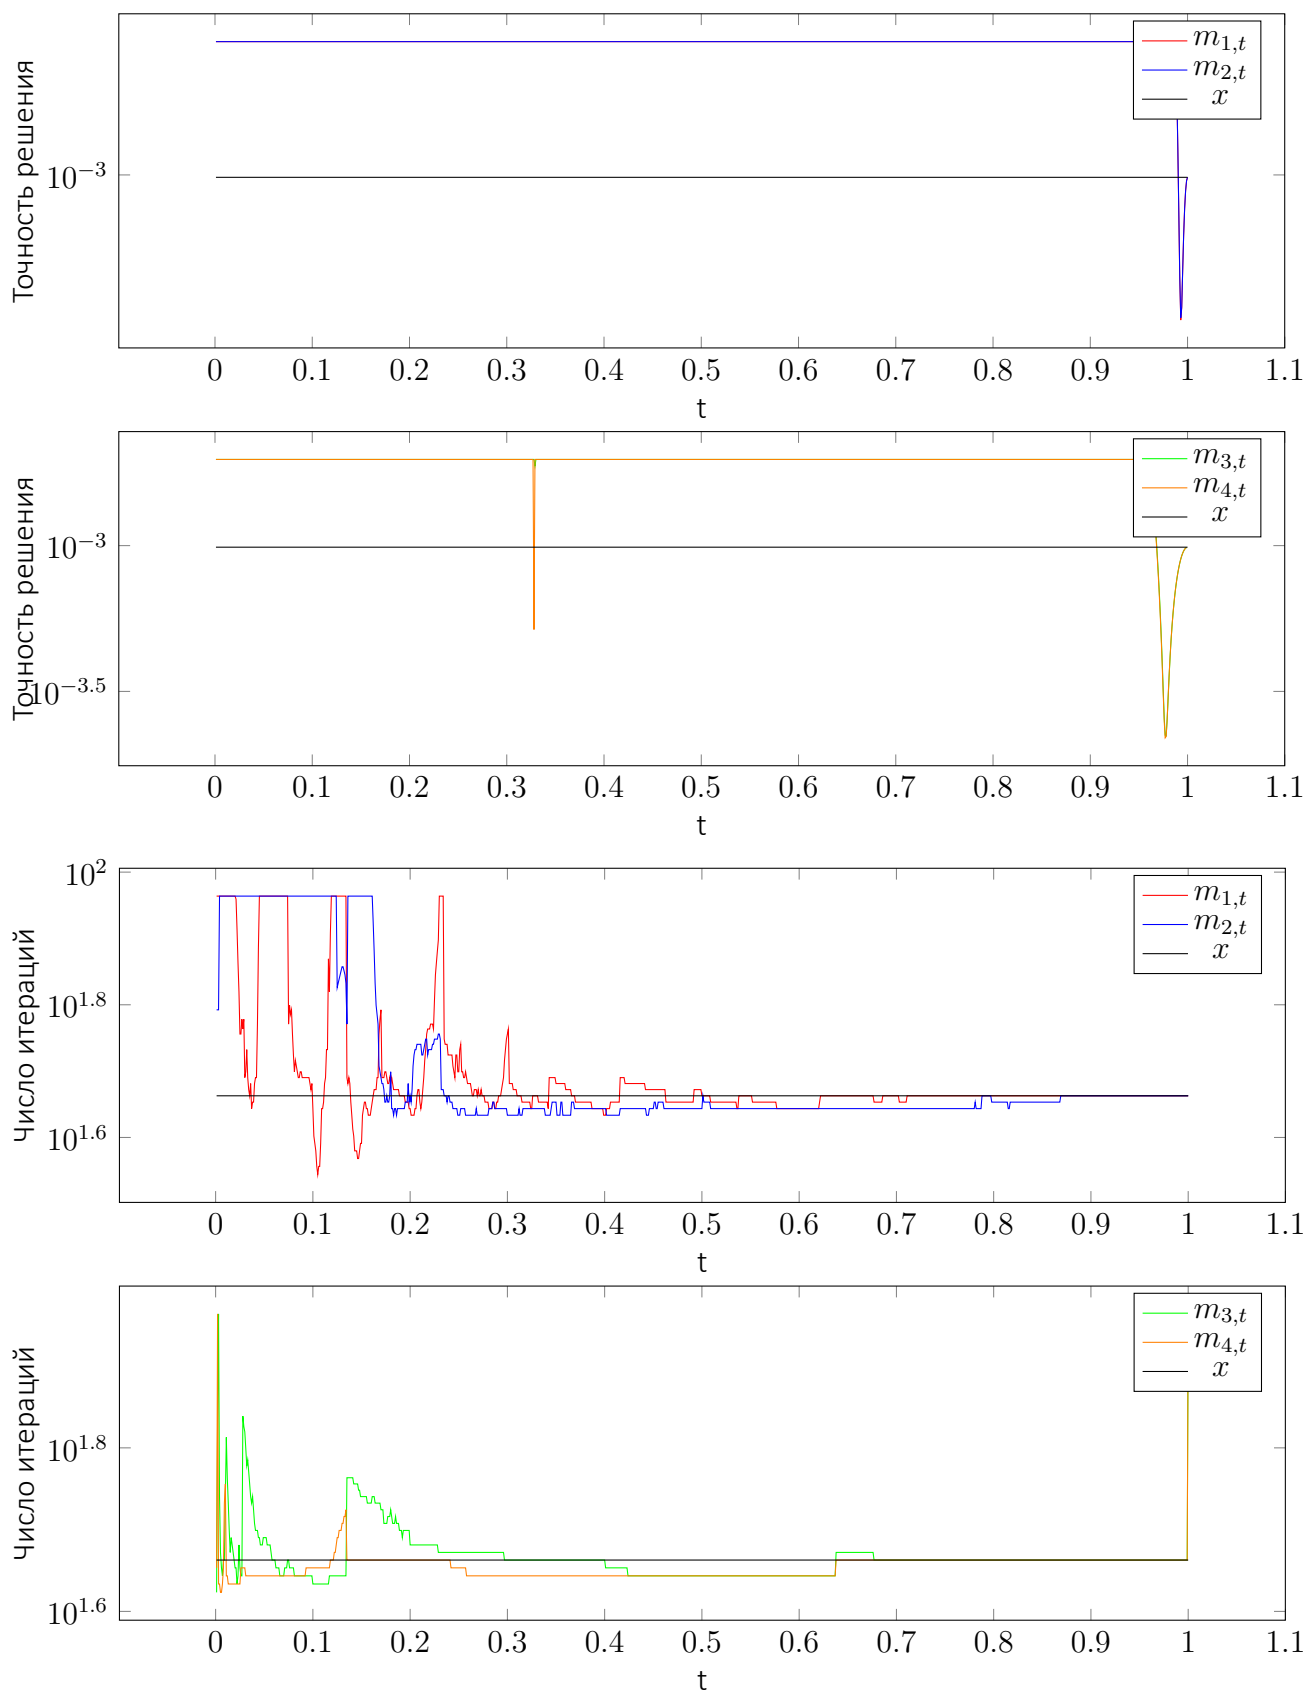 Точность решения
10^{-3}
m_{1,t}
m_{2,t}
x
0 0.1 0.2 0.3 0.4 0.5 0.6 0.7 0.8 0.9 1 1.1
t
Точность решения
10^{-3}
10^{-3.5}
m_{3,t}
m_{4,t}
x
0 0.1 0.2 0.3 0.4 0.5 0.6 0.7 0.8 0.9 1 1.1
t
Число итераций
10^{2}
10^{1.8}
10^{1.6}
m_{1,t}
m_{2,t}
x
0 0.1 0.2 0.3 0.4 0.5 0.6 0.7 0.8 0.9 1 1.1
t
Число итераций
10^{1.8}
10^{1.6}
m_{3,t}
m_{4,t}
x
0 0.1 0.2 0.3 0.4 0.5 0.6 0.7 0.8 0.9 1 1.1
t